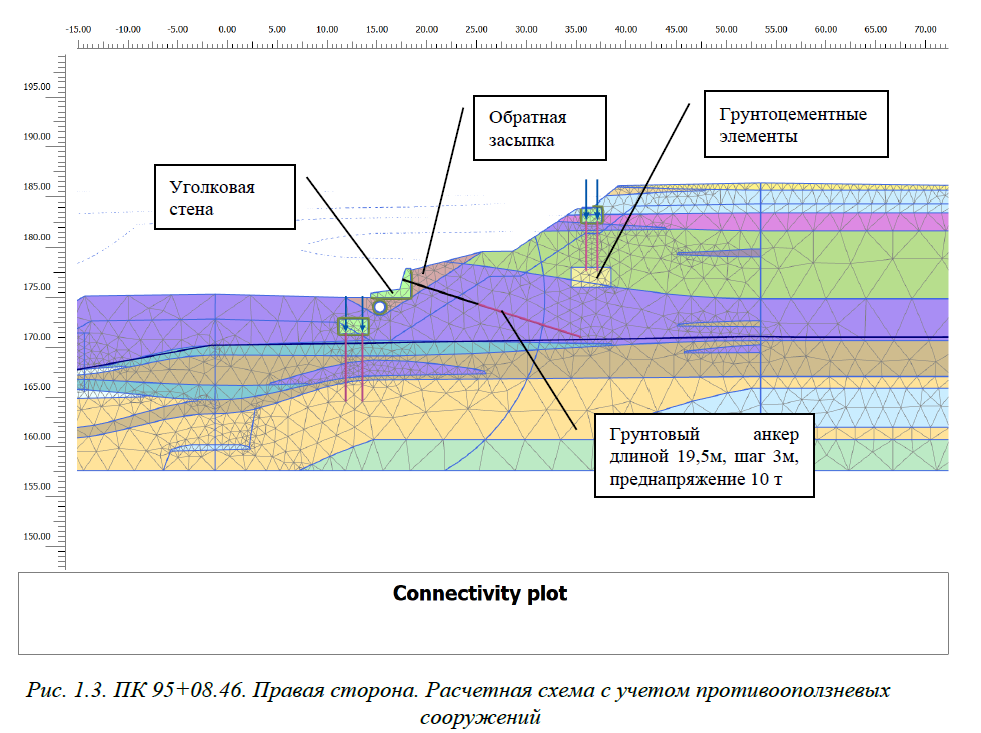 -15.00 -10.00 -5.00 0.00 5.00 10.00 15.00 20.00 25.00 30.00 35.00 40.00 45.00 50.00 55.00 60.00 65.00 70.00
195.00
190.00
185.00
180.00
175.00
170.00
165.00
160.00
155.00
150.00
Обратная
засыпка
Грунтоцементные
элементы
Уголковая
стена
Грунтовый анкер
длиной 19,5м, шаг 3м,
преднапряжение 10 т
Connectivity plot
Рис. 1.3. ПК 95+08.46. Правая сторона. Расчетная схема с учетом противооползневых
сооружений